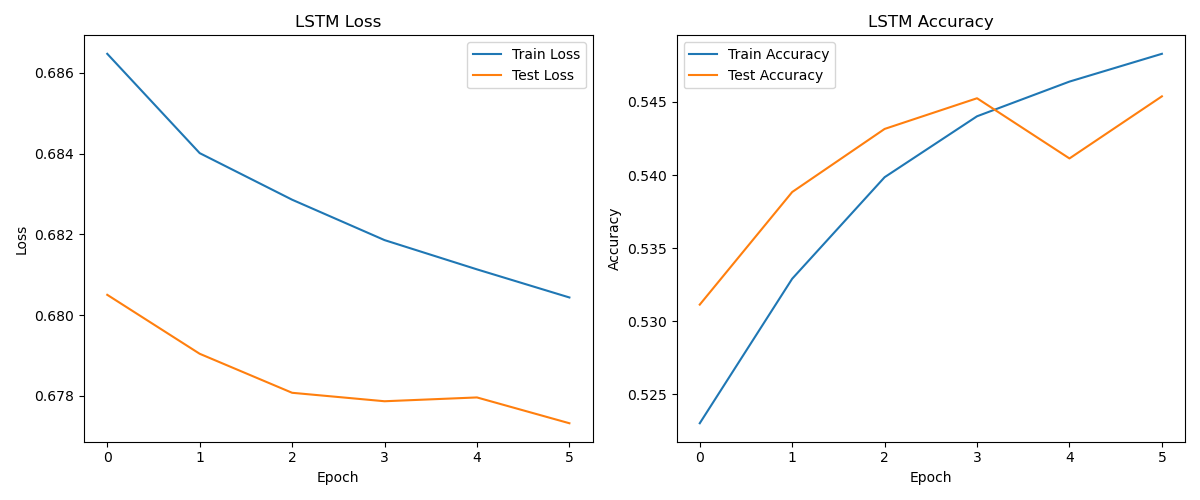 LSTM Loss
Train Loss
Test Loss
0.686
0.684
0.682
0.680
0.678
Loss
0 1 2 3 4 5
Epoch
LSTM Accuracy
Train Accuracy
Test Accuracy
0.545
0.540
0.535
0.530
0.525
Accuracy
0 1 2 3 4 5
Epoch